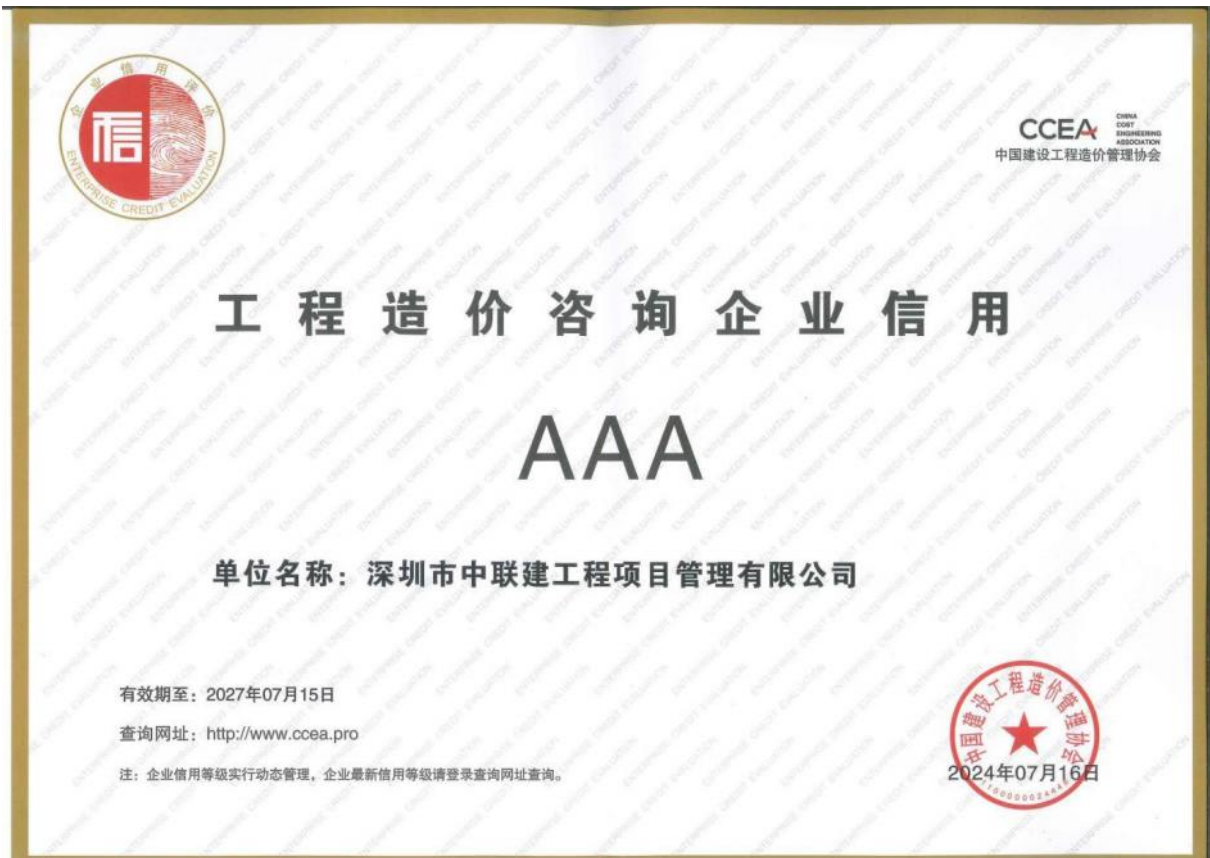 企业信用评价
信
ENTERPRISE CREDIT EVALUATION
CCEA CHINA COST ENGINEERING ASSOCIATION
中国建设工程造价管理协会
工程造价咨询企业信用
AAA
单位名称：深圳市中联建工程项目管理有限公司
有效期至：2027年07月15日
查询网址：http://www.ccea.pro
注：企业信用等级实行动态管理，企业最新信用等级请登录查询网址查询。
中国建设工程造价管理协会
2024年07月16日